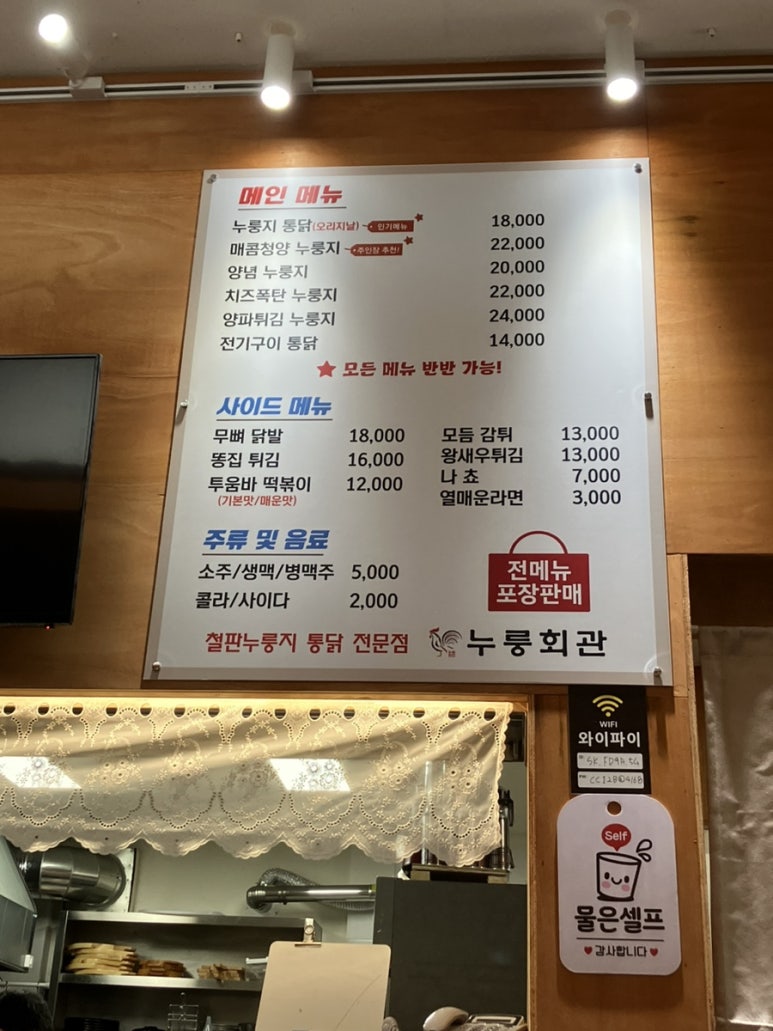 메인 메뉴
누룽지 통닭(오리지날) 인기메뉴 18,000
매콤청양 누룽지 주인장 추천! 22,000
양념 누룽지 20,000
치즈폭탄 누룽지 22,000
양파튀김 누룽지 24,000
전기구이 통닭 14,000
★ 모든 메뉴 반반 가능!
사이드 메뉴
무뼈 닭발 18,000
똥집 튀김 16,000
투움바 떡볶이 12,000
(기본맛/매운맛)
모듬 감튀 13,000
왕새우튀김 13,000
나 쵸 7,000
열매운라면 3,000
주류 및 음료
소주/생맥/병맥주 5,000
콜라/사이다 2,000
전메뉴
포장판매
철판누룽지 통닭 전문점 누룽회관
WIFI
와이파이
Self
물은셀프
♥ 감사합니다 ♥